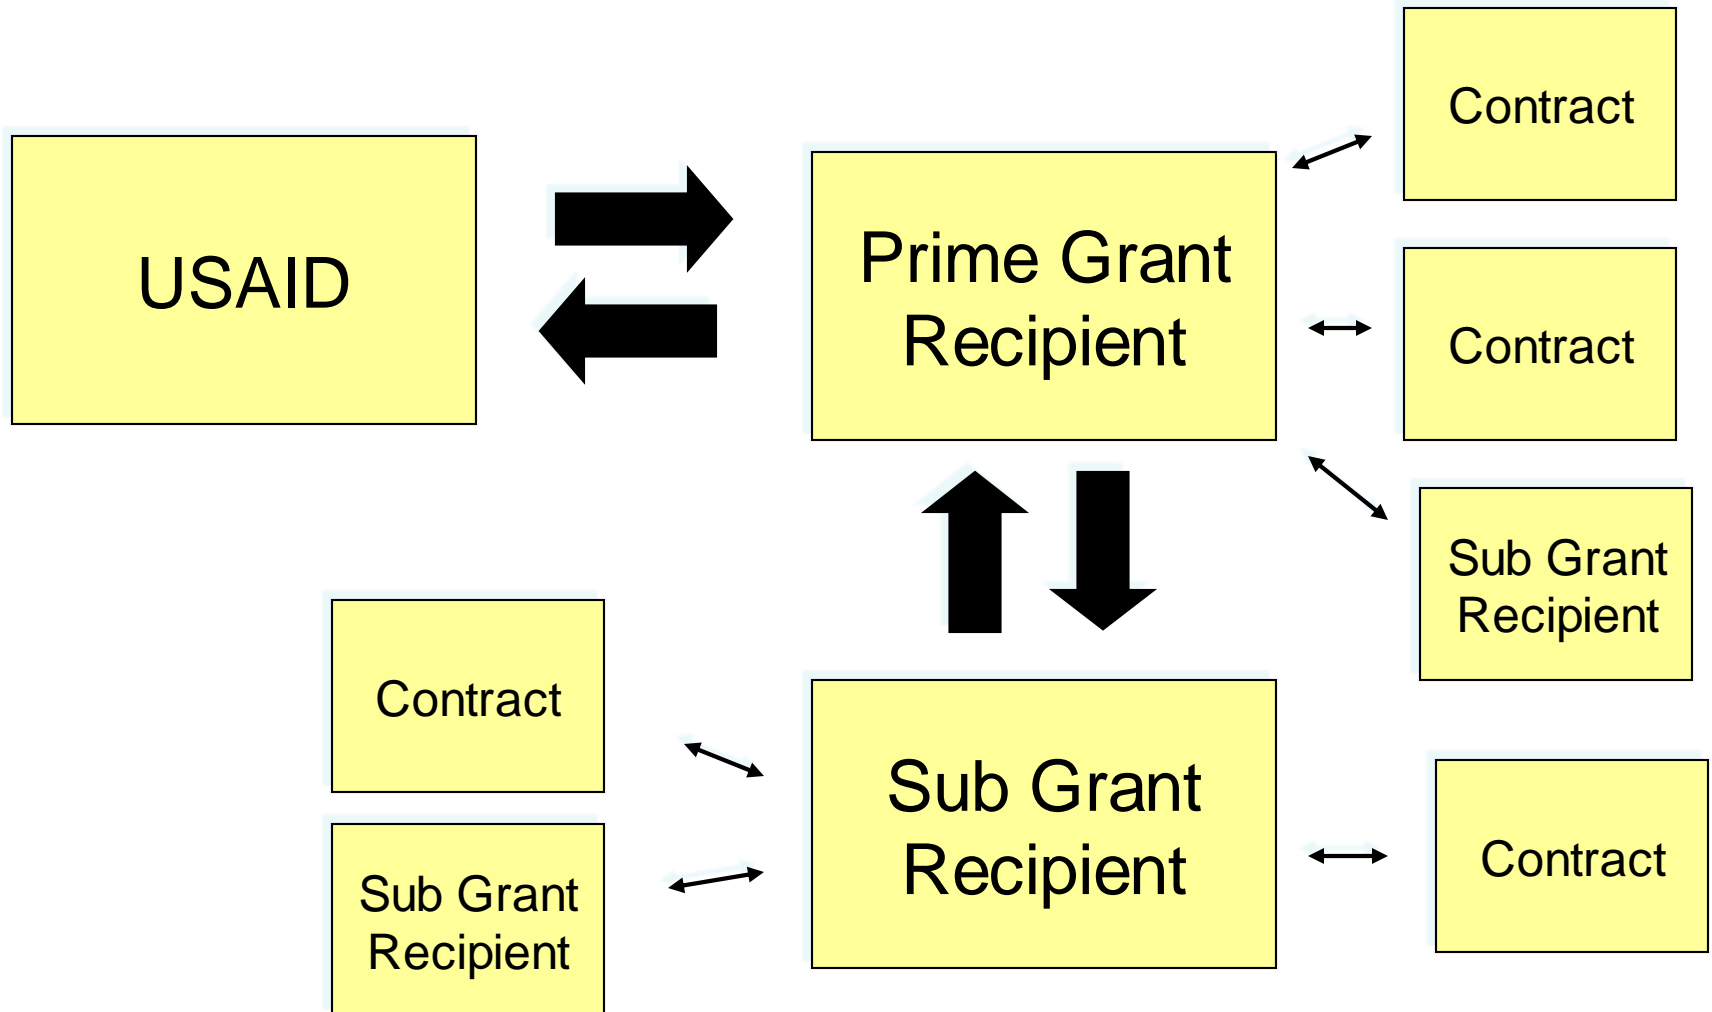 USAID
Prime Grant
Recipient
Contract
Contract
Sub Grant
Recipient
Contract
Sub Grant
Recipient
Sub Grant
Recipient
Contract